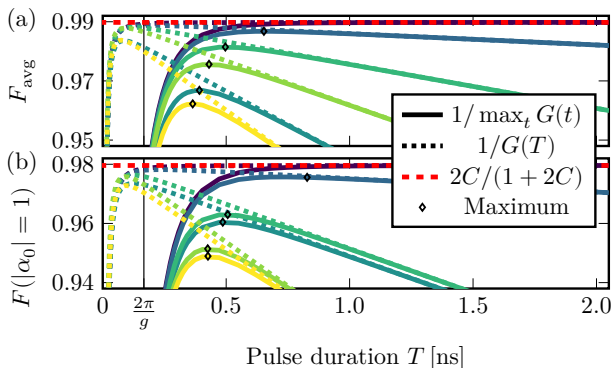 (a)
0.99
0.97
0.95
F_avg
1/ max_t G(t)
1/G(T)
2C/(1 + 2C)
Maximum
(b)
0.98
0.96
0.94
F(|α_0| = 1)
0 2π/g 0.5 1.0 1.5 2.0
Pulse duration T [ns]